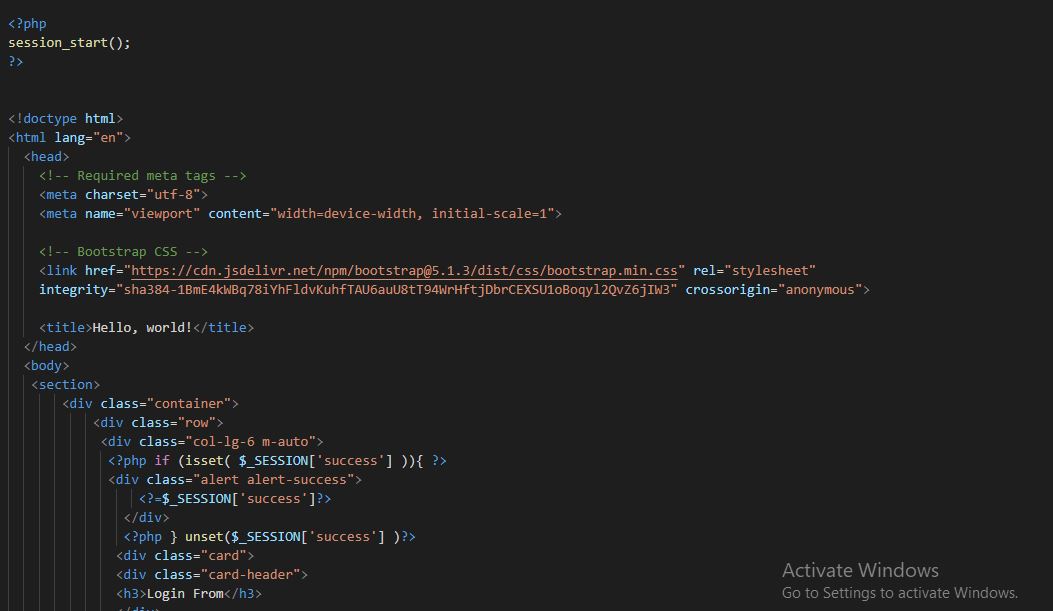 <?php
session_start();
?>
<!doctype html>
<html lang="en">
<head>
<!-- Required meta tags -->
<meta charset="utf-8">
<meta name="viewport" content="width=device-width, initial-scale=1">
<!-- Bootstrap CSS -->
<link href="https://cdn.jsdelivr.net/npm/bootstrap@5.1.3/dist/css/bootstrap.min.css" rel="stylesheet"
integrity="sha384-1BmE4kWBq78iYhFldvKuhfTAU6auU8tT94WrHftjDbrCEXSU1oBoqyl2QvZ6jIW3" crossorigin="anonymous">
<title>Hello, world!</title>
</head>
<body>
<section>
<div class="container">
<div class="row">
<div class="col-lg-6 m-auto">
<?php if (isset( $_SESSION['success'] )){ ?>
<div class="alert alert-success">
<?=$_SESSION['success']?>
</div>
<?php } unset($_SESSION['success'] )?>
<div class="card">
<div class="card-header">
<h3>Login From</h3>
</div>
Activate Windows
Go to Settings to activate Windows.